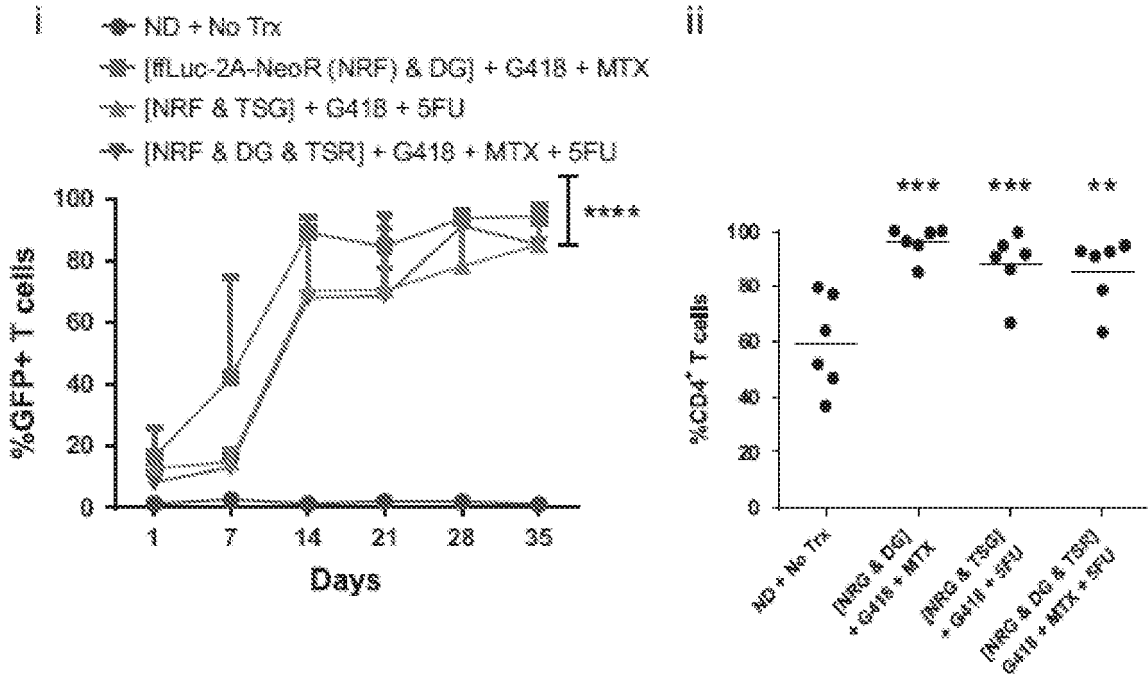 i
ND + No Trx
[ffLuc-2A-NeoR (NRF) & DG] + G418 + MTX
[NRF & TSG] + G418 + 5FU
[NRF & DG & TSR] + G418 + MTX + 5FU
%GFP+ T cells
100
80
60
40
20
0
1 7 14 21 28 35
Days
****
ii
%CD4+ T cells
100
80
60
40
20
0
*** *** **
ND + No Trx
[NRG & DG]
+ G418 + MTX
[NRG & TSG]
+ G418 + 5FU
[NRG & DG & TSR]
G418 + MTX + 5FU